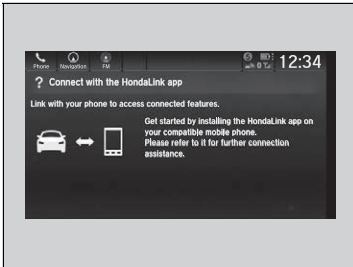 Phone Navigation FM 12:34
? Connect with the HondaLink app
Link with your phone to access connected features.
Get started by installing the HondaLink app on
your compatible mobile phone.
Please refer to it for further connection
assistance.